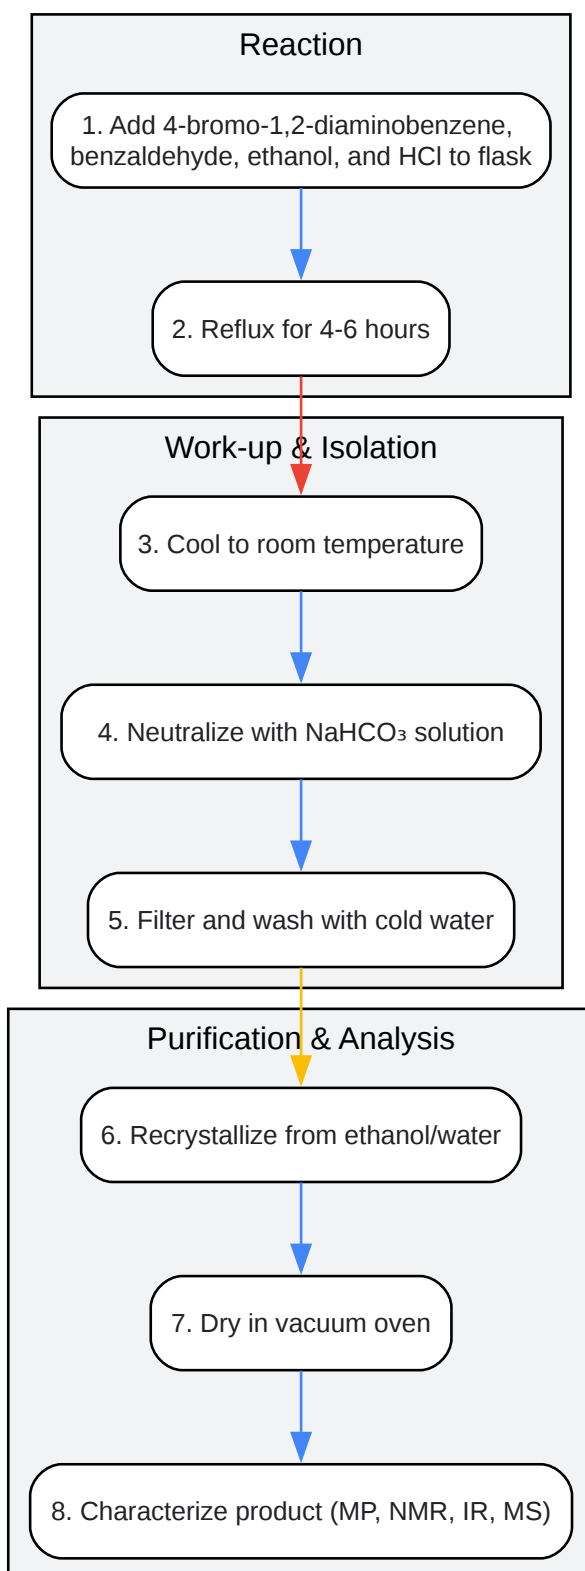 Reaction
1. Add 4-bromo-1,2-diaminobenzene,
benzaldehyde, ethanol, and HCl to flask
2. Reflux for 4-6 hours
Work-up & Isolation
3. Cool to room temperature
4. Neutralize with NaHCO₃ solution
5. Filter and wash with cold water
Purification & Analysis
6. Recrystallize from ethanol/water
7. Dry in vacuum oven
8. Characterize product (MP, NMR, IR, MS)